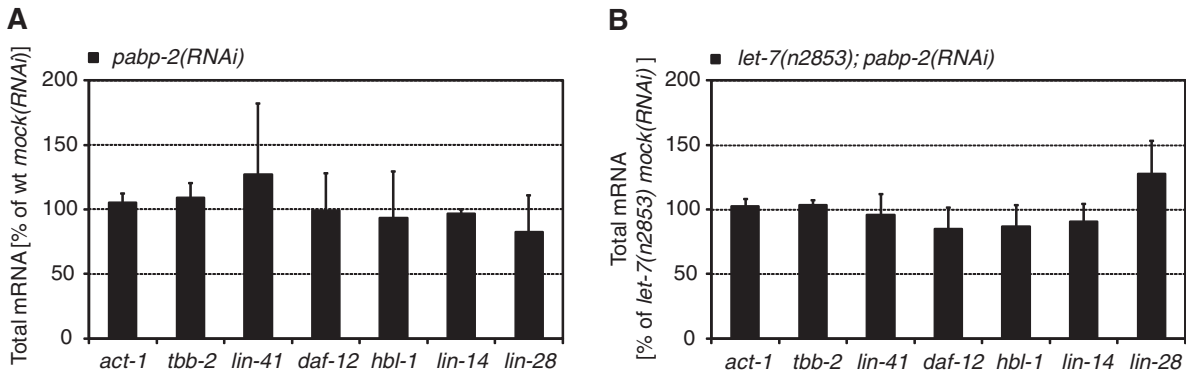 A
pabp-2(RNAi)
Total mRNA [% of wt mock(RNAi)]
200
150
100
50
0
act-1 tbb-2 lin-41 daf-12 hbl-1 lin-14 lin-28
B
let-7(n2853); pabp-2(RNAi)
Total mRNA
[% of let-7(n2853) mock(RNAi) ]
200
150
100
50
0
act-1 tbb-2 lin-41 daf-12 hbl-1 lin-14 lin-28